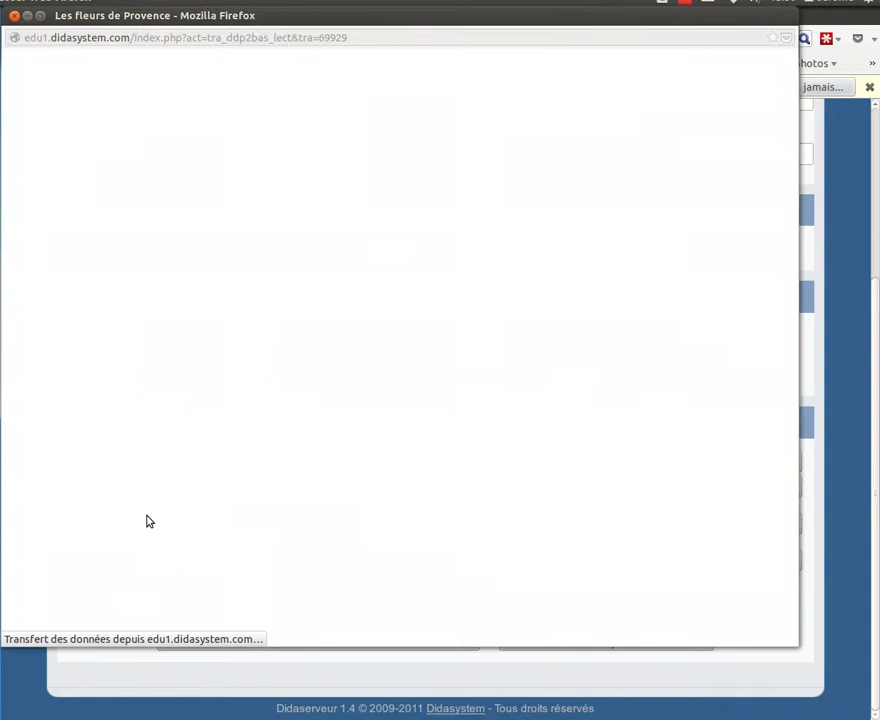 Les fleurs de Provence - Mozilla Firefox
edu1.didasystem.com/index.php?act=tra_ddp2bas_lect&tra=69929
photos
»
jamais...
Transfert des données depuis edu1.didasystem.com...
Didaserveur 1.4 © 2009-2011 Didasystem - Tous droits réservés